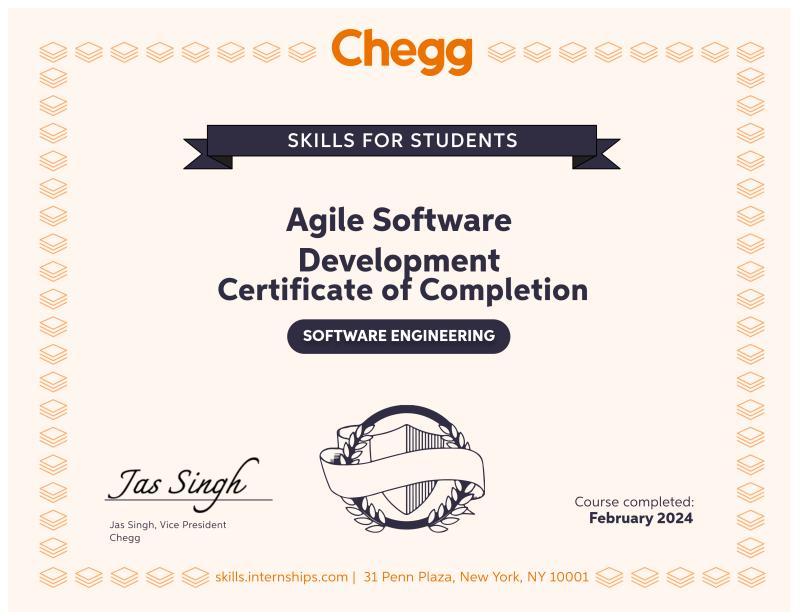 Chegg
SKILLS FOR STUDENTS
Agile Software
Development
Certificate of Completion
SOFTWARE ENGINEERING
Jas Singh
Jas Singh, Vice President
Chegg
Course completed:
February 2024
skills.internships.com | 31 Penn Plaza, New York, NY 10001